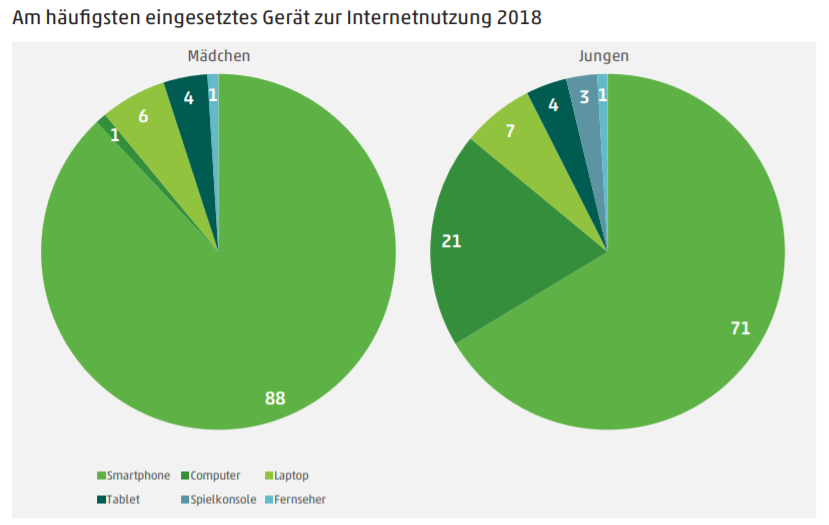 Am häufigsten eingesetztes Gerät zur Internetnutzung 2018
Mädchen
Jungen
1
6
4
1
88
21
7
4
3
1
71
Smartphone Computer Laptop
Tablet Spielkonsole Fernseher